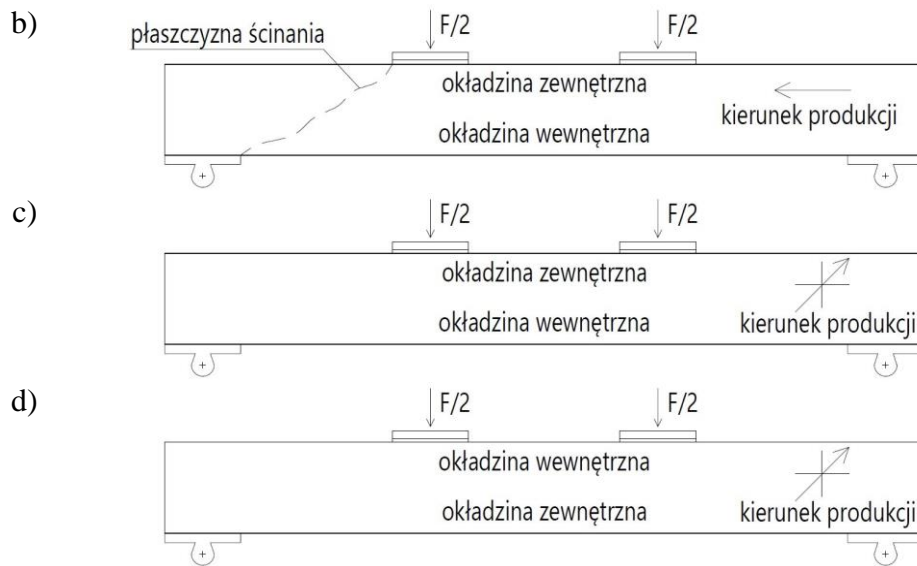 b)
F/2
F/2
płaszczyzna ścinania
okładzina zewnętrzna
kierunek produkcji
okładzina wewnętrzna
c)
F/2
F/2
okładzina zewnętrzna
okładzina wewnętrzna
kierunek produkcji
d)
F/2
F/2
okładzina wewnętrzna
okładzina zewnętrzna
kierunek produkcji